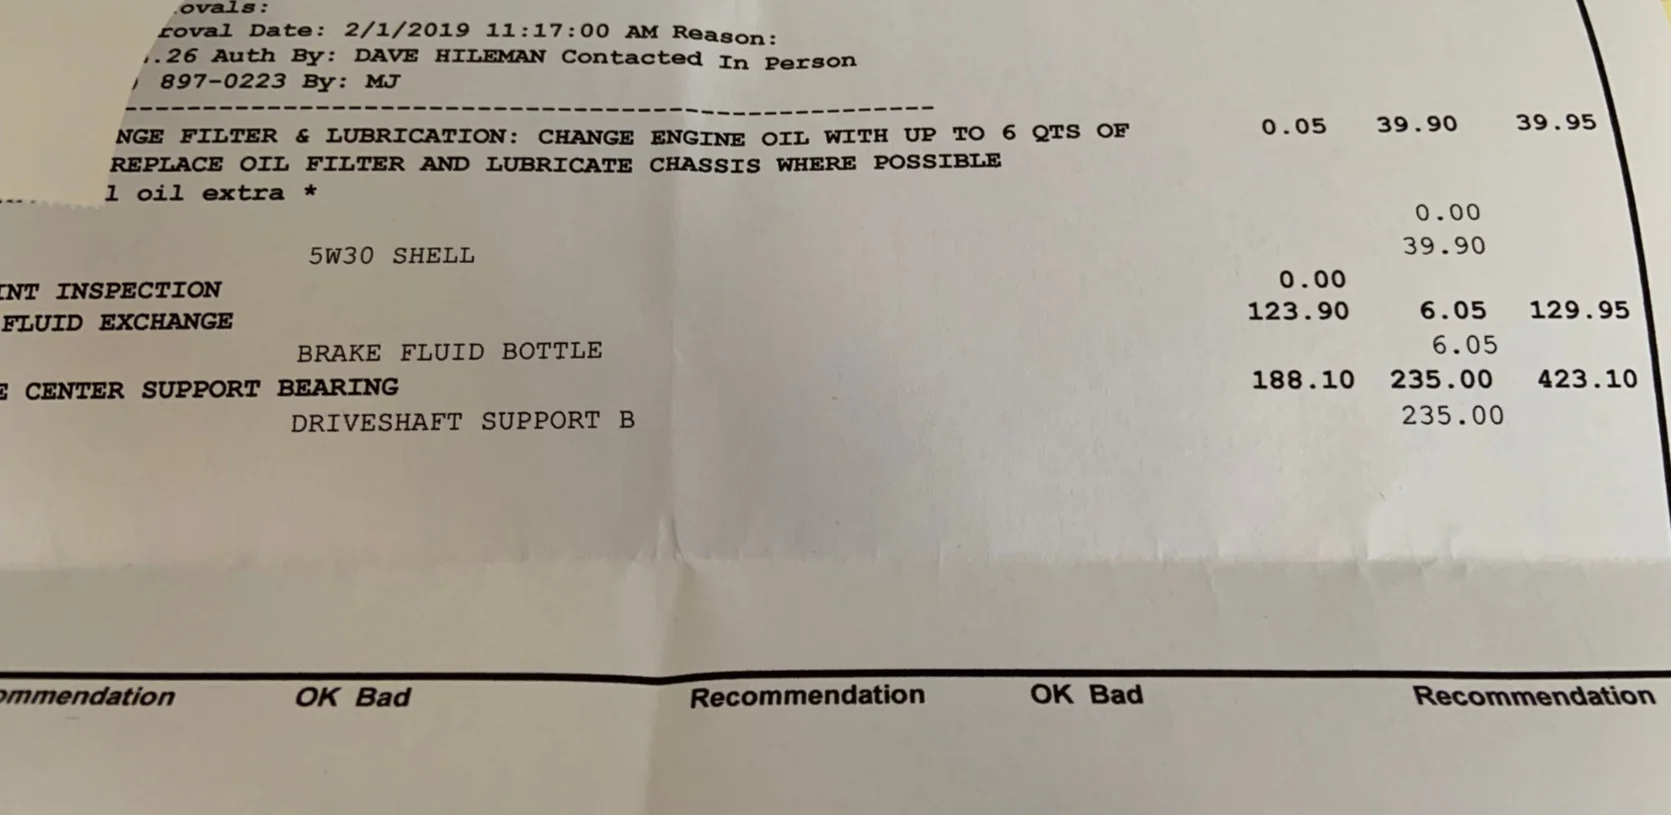 ovals:
roval Date: 2/1/2019 11:17:00 AM Reason:
.26 Auth By: DAVE HILEMAN Contacted In Person
897-0223 By: MJ
NGE FILTER & LUBRICATION: CHANGE ENGINE OIL WITH UP TO 6 QTS OF 0.05 39.90 39.95
REPLACE OIL FILTER AND LUBRICATE CHASSIS WHERE POSSIBLE
l oil extra *
0.00
5W30 SHELL 39.90
INT INSPECTION 0.00
FLUID EXCHANGE 123.90 6.05 129.95
BRAKE FLUID BOTTLE 6.05
E CENTER SUPPORT BEARING 188.10 235.00 423.10
DRIVESHAFT SUPPORT B 235.00
ommendation OK Bad Recommendation OK Bad Recommendation